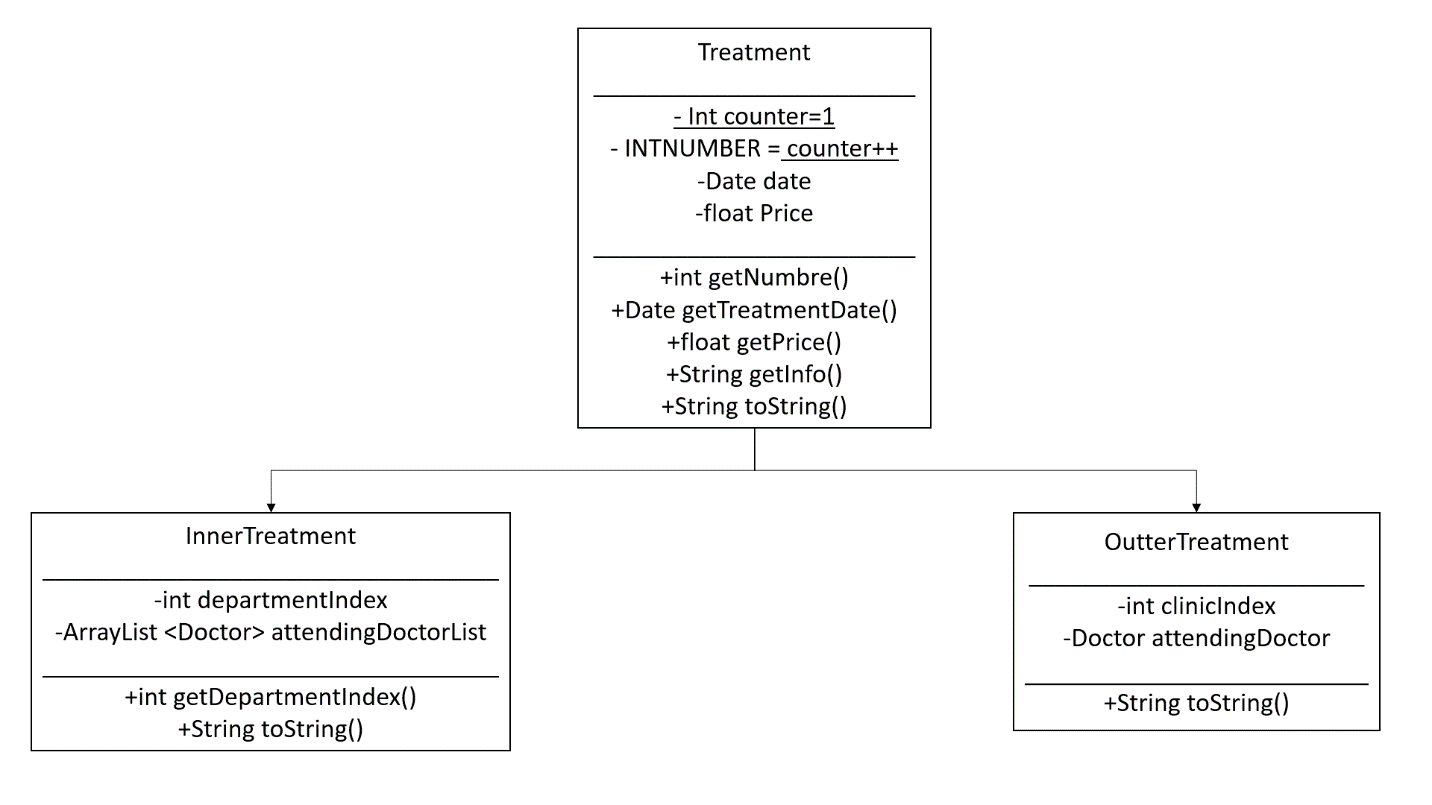 Treatment
- Int counter=1
- INTNUMBER = counter++
-Date date
-float Price
+int getNumbre()
+Date getTreatmentDate()
+float getPrice()
+String getInfo()
+String toString()
InnerTreatment
-int departmentIndex
-ArrayList <Doctor> attendingDoctorList
+int getDepartmentIndex()
+String toString()
OutterTreatment
-int clinicIndex
-Doctor attendingDoctor
+String toString()